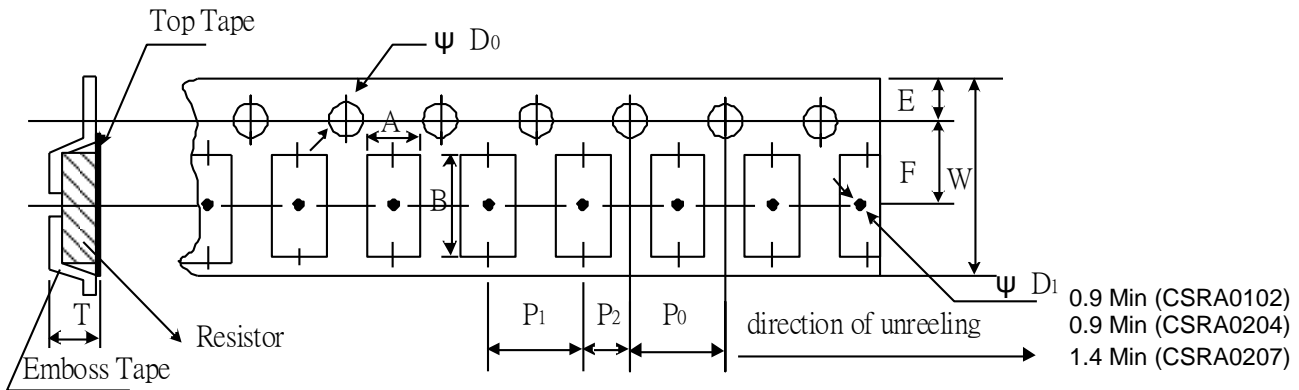 Top Tape
Ψ D0
E
A
F
W
B
Ψ D1
0.9 Min (CSRA0102)
T
P1
P2
P0
direction of unreeling
0.9 Min (CSRA0204)
Resistor
1.4 Min (CSRA0207)
Emboss Tape